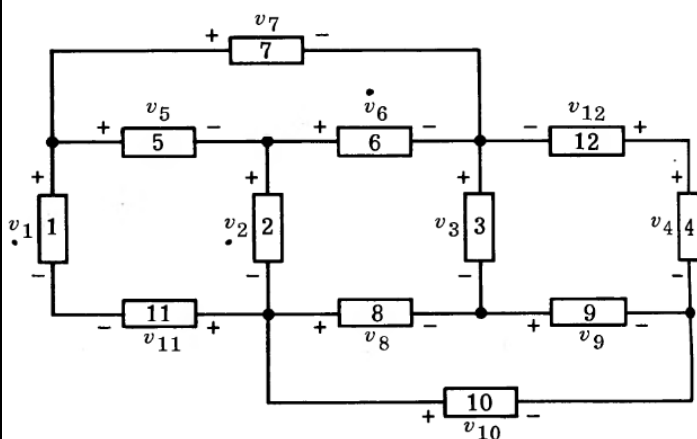 v7
+ 7 −
v5 v6 v12
+ 5 − + 6 − − 12 +
+ + + +
v1 1 v2 2 v3 3 v4 4
− − − −
− 11 + + 8 − + 9 −
v11 v8 v9
+ 10 −
v10